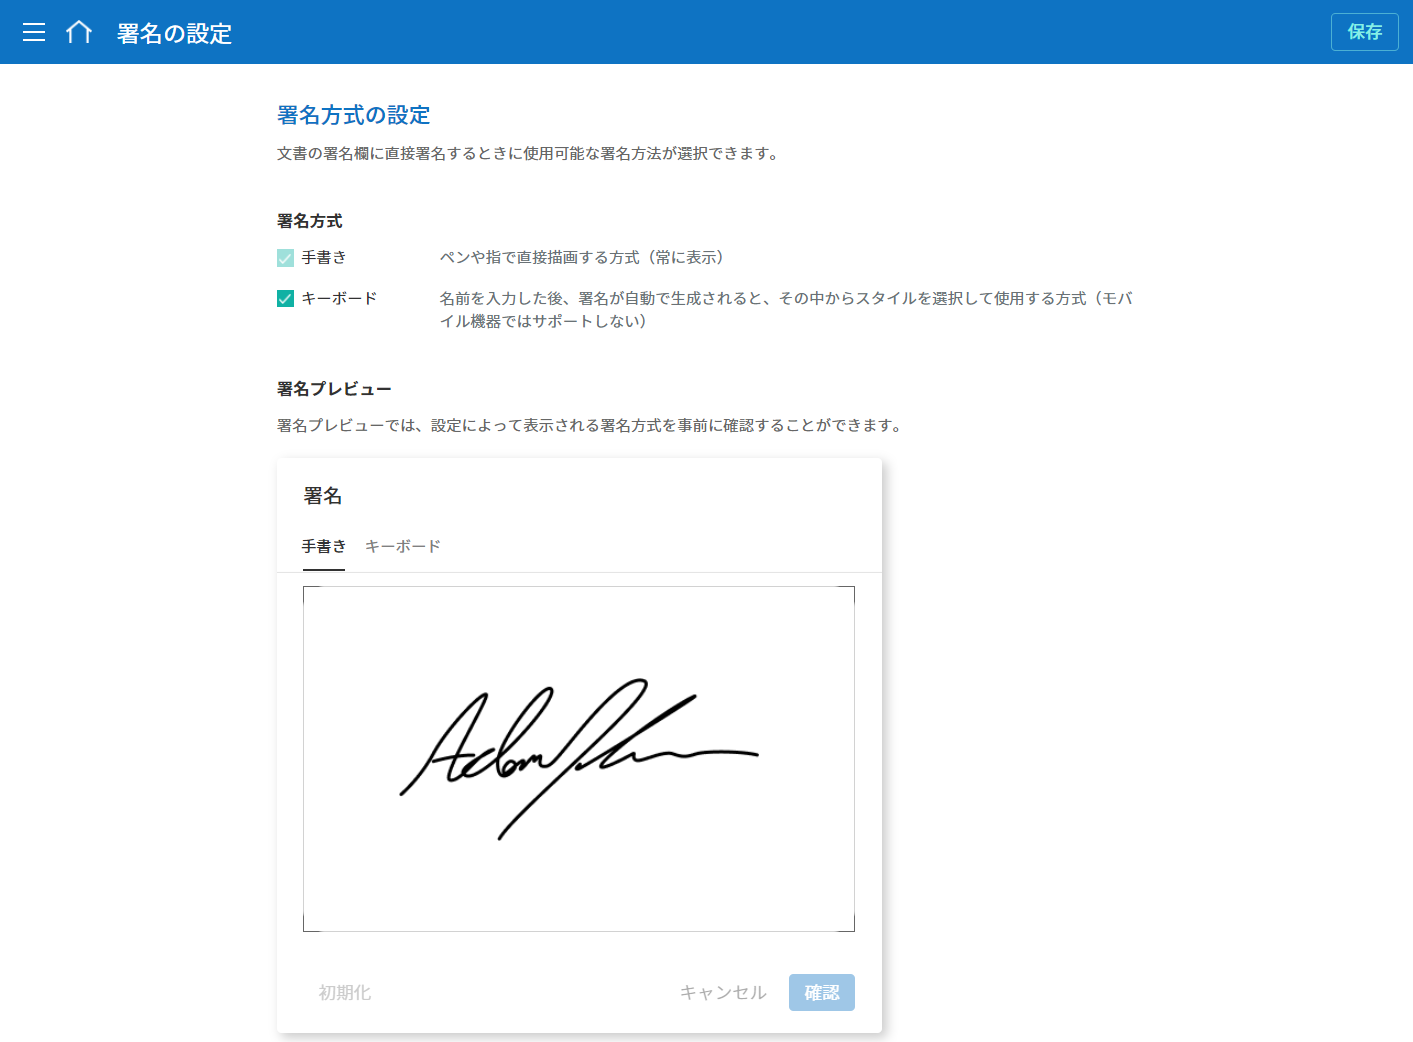 署名の設定
保存
署名方式の設定
文書の署名欄に直接署名するときに使用可能な署名方法が選択できます。
署名方式
手書き
ペンや指で直接描画する方式（常に表示）
キーボード
名前を入力した後、署名が自動で生成されると、その中からスタイルを選択して使用する方式（モバ
イル機器ではサポートしない）
署名プレビュー
署名プレビューでは、設定によって表示される署名方式を事前に確認することができます。
署名
手書き キーボード
初期化
キャンセル
確認